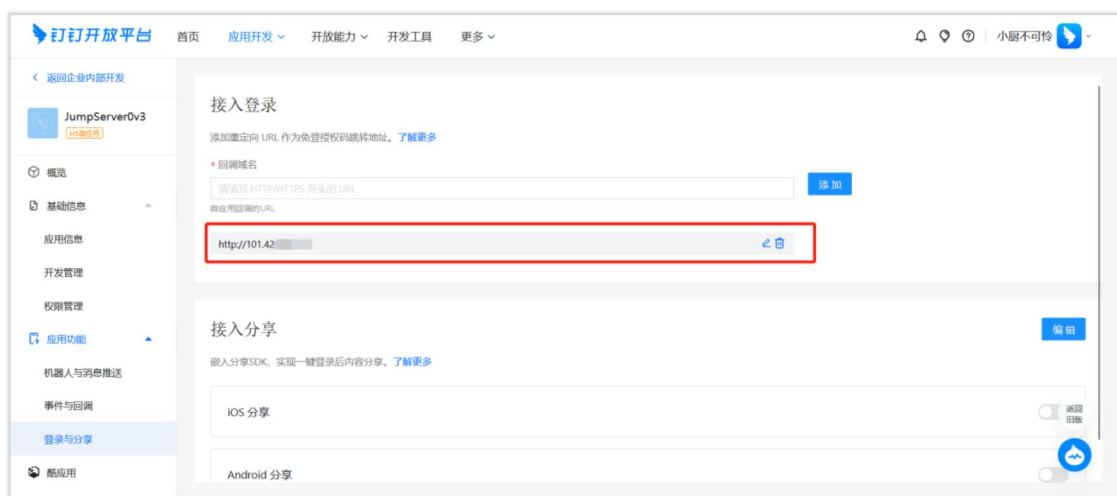 钉钉开放平台 首页 应用开发 开放能力 开发工具 更多 小厨不可怜
返回企业内部开发
JumpServer0v3
H5微应用
概览
基础信息
应用信息
开发管理
权限管理
应用功能
机器人与消息推送
事件与回调
登录与分享
酷应用
接入登录
添加重定向 URL 作为免登授权码跳转地址。了解更多
* 回调域名
请填写 HTTP/HTTPS 开头的 URL
添加
微应用回调的URL
http://101.42
接入分享
编辑
嵌入分享SDK，实现一键登录后内容分享。了解更多
iOS 分享
返回
旧版
Android 分享